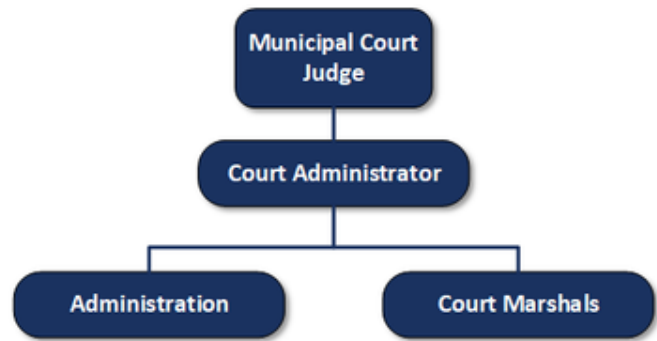 Municipal Court
Judge
Court Administrator
Administration
Court Marshals